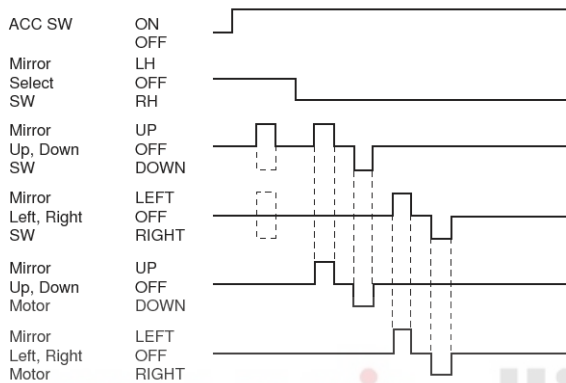 ACC SW ON
OFF
Mirror LH
Select OFF
SW RH
Mirror UP
Up, Down OFF
SW DOWN
Mirror LEFT
Left, Right OFF
SW RIGHT
Mirror UP
Up, Down OFF
Motor DOWN
Mirror LEFT
Left, Right OFF
Motor RIGHT